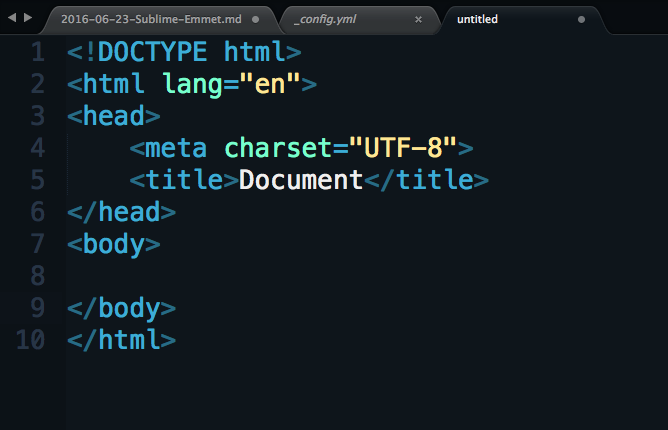 2016-06-23-Sublime-Emmet.md _config.yml × untitled
1 <!DOCTYPE html>
2 <html lang="en">
3 <head>
4     <meta charset="UTF-8">
5     <title>Document</title>
6 </head>
7 <body>
8
9 </body>
10 </html>